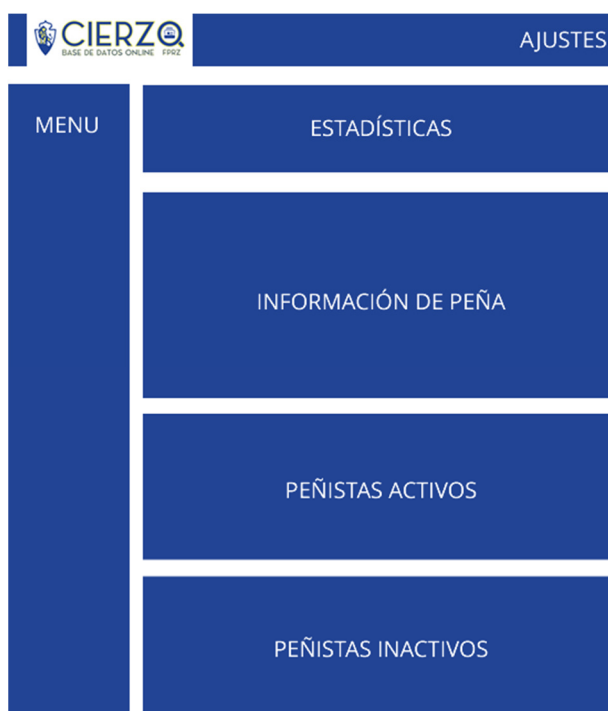 CIERZO
BASE DE DATOS ONLINE FPRZ
AJUSTES
MENU
ESTADÍSTICAS
INFORMACIÓN DE PEÑA
PEÑISTAS ACTIVOS
PEÑISTAS INACTIVOS